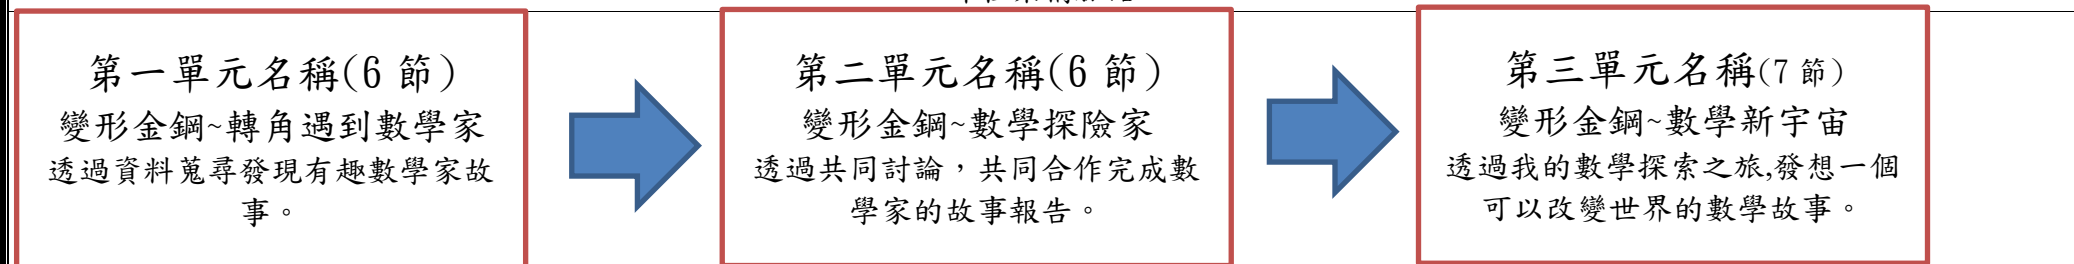 第一單元名稱(6 節)
變形金鋼~轉角遇到數學家
透過資料蒐尋發現有趣數學家故
事。
第二單元名稱(6 節)
變形金鋼~數學探險家
透過共同討論，共同合作完成數
學家的故事報告。
第三單元名稱(7 節)
變形金鋼~數學新宇宙
透過我的數學探索之旅,發想一個
可以改變世界的數學故事。